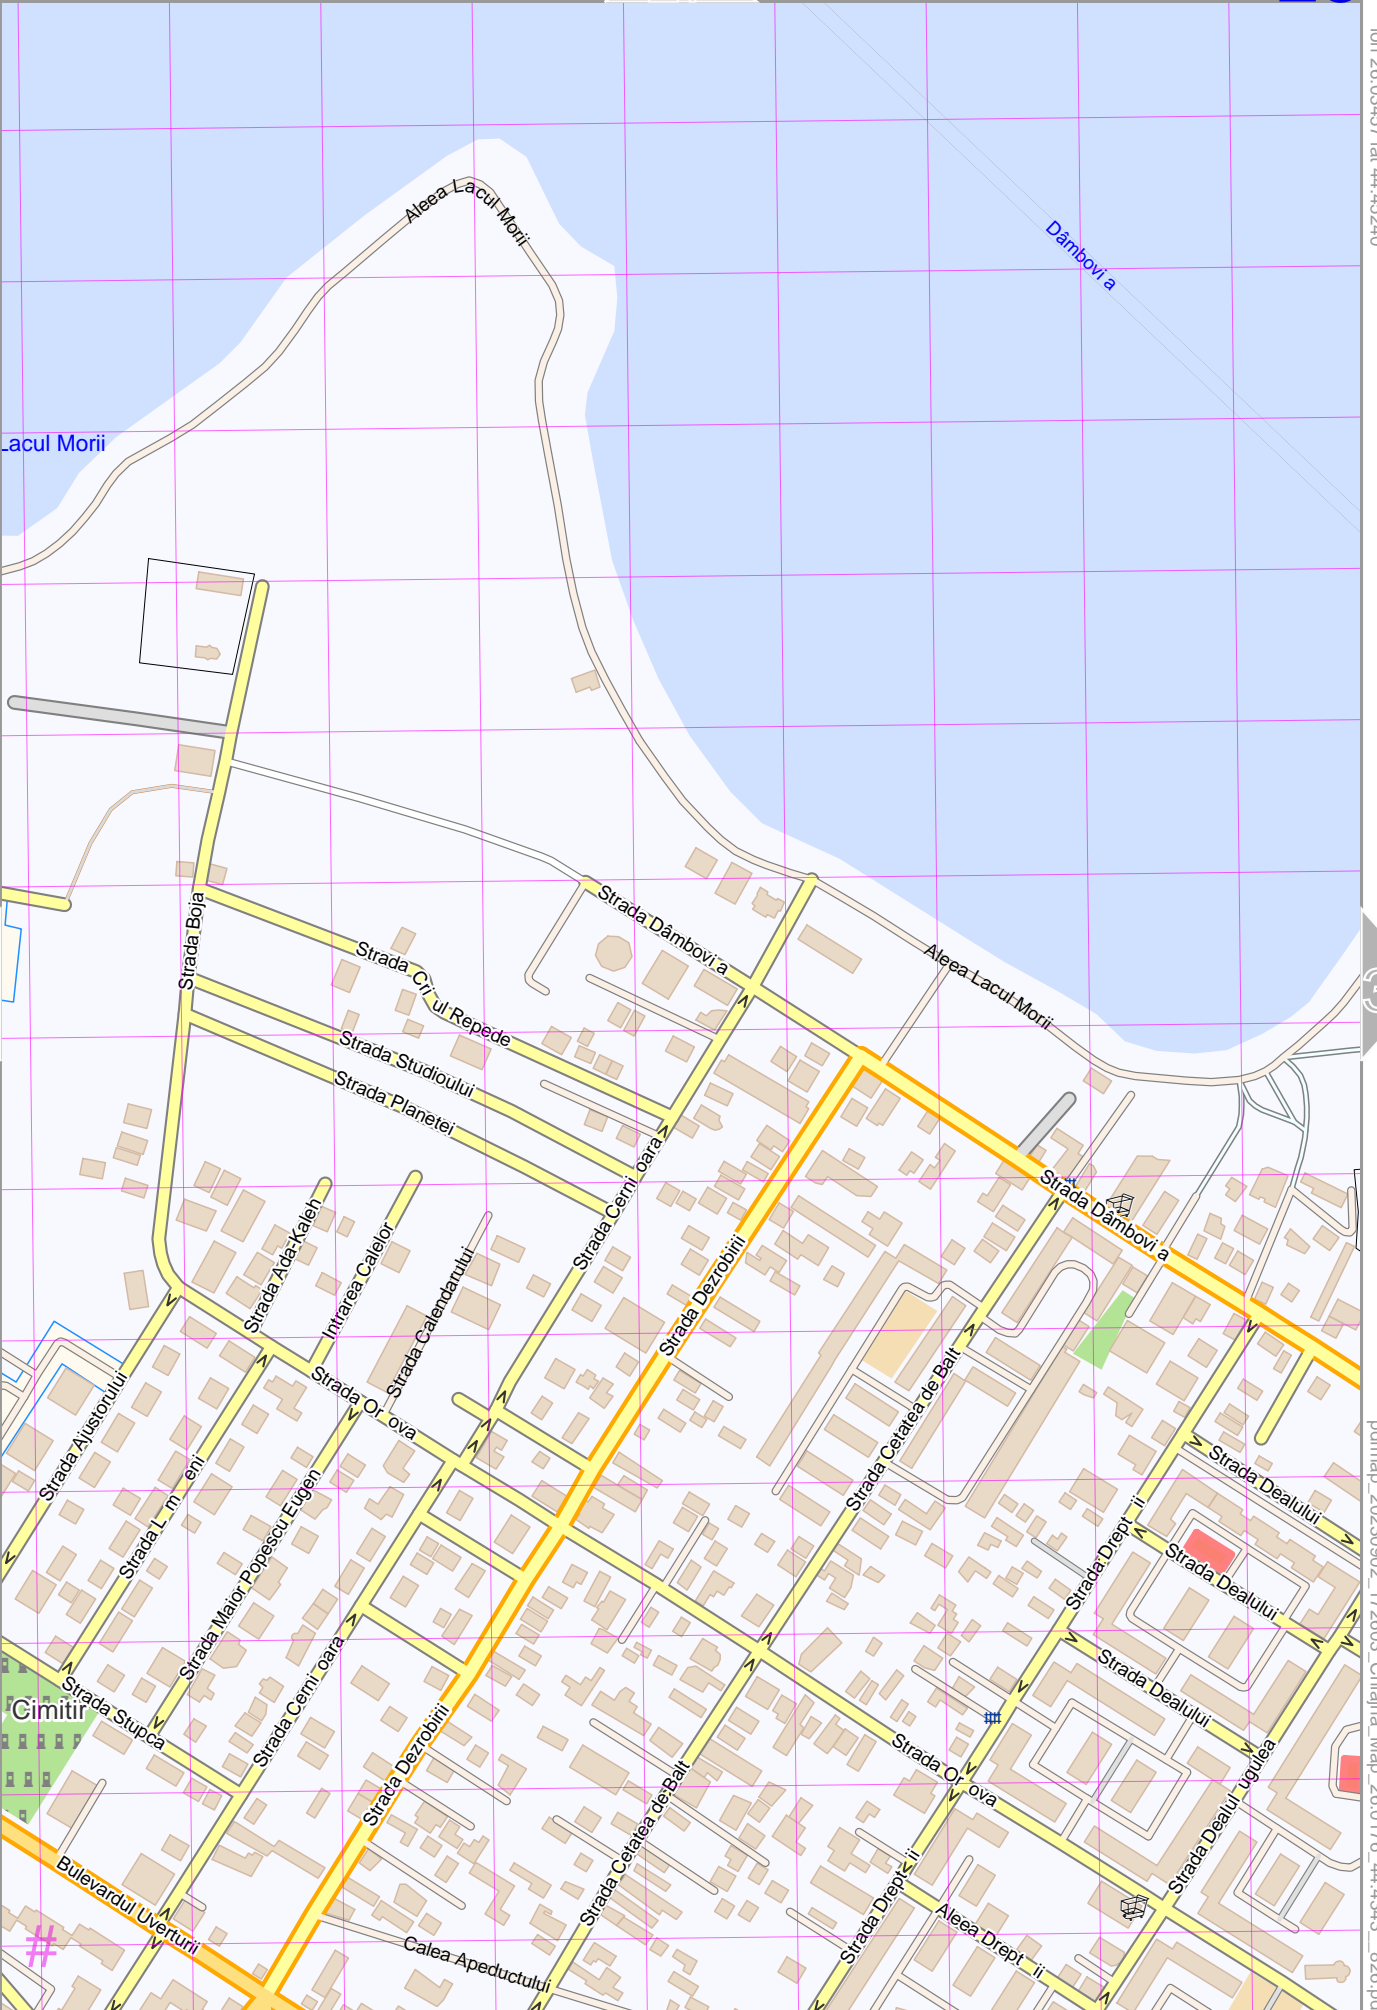 Aleea Lacul Morii
Dâmbovi a
Lacul Morii
Strada Boja
Strada Dâmbovi a
Aleea Lacul Morii
Strada Cri ul Repede
Strada Studioului
Strada Planetei
Strada Cerni oara
Strada Dâmbovi a
Strada Ada-Kaleh
Intrarea Calelor
Strada Calendarului
Strada Dezrobirii
Strada Ajustorului
Strada Or ova
Strada Cetatea de Balt
Strada Dealului
Strada L m eni
Strada Maior Popescu Eugen
Strada Drept ii
Strada Dealului
Strada Cerni oara
Strada Dealului
Cimitir
Strada Stupca
Strada Dezrobirii
Strada Or ova
Strada Dealul ugulea
Strada Cetatea de Balt
Bulevardul Uverturii
Strada Drept ii
Aleea Drept ii
Calea Apeductului
#